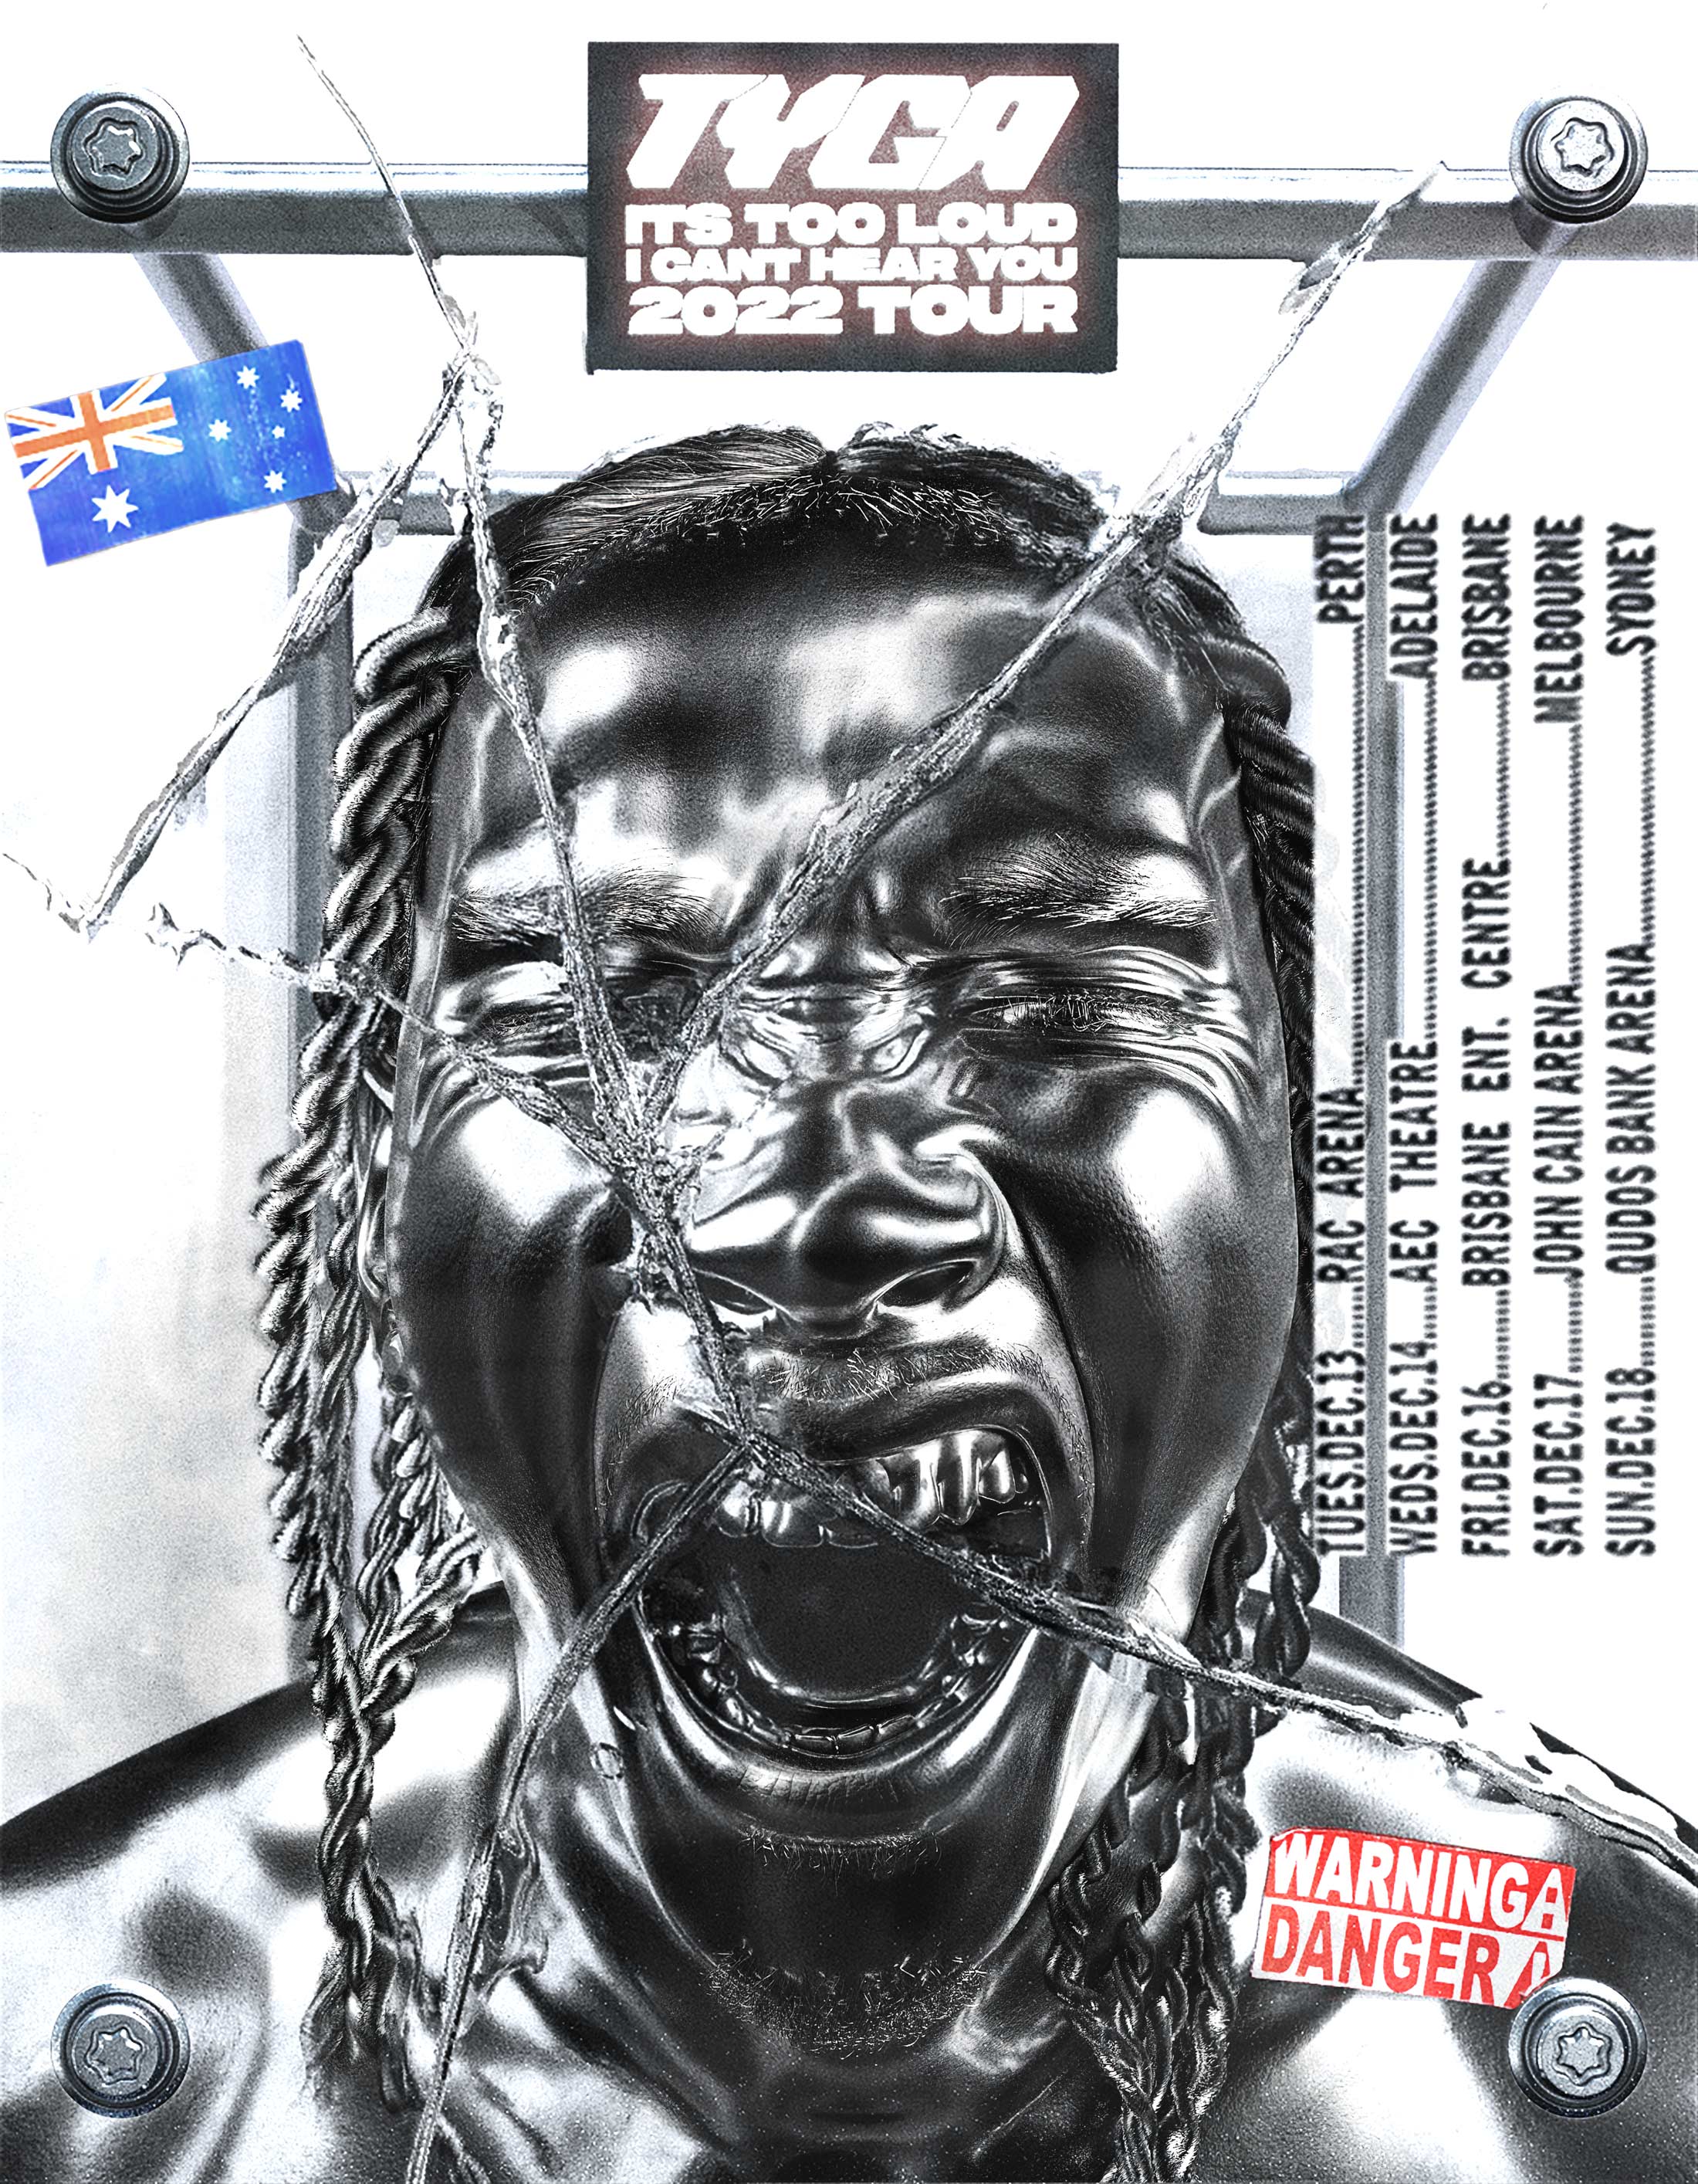 TYGA
ITS TOO LOUD
I CANT HEAR YOU
2022 TOUR
TUES.DEC.13.....RAC ARENA....................................PERTH
WEDS.DEC.14.....AEC THEATRE..............................ADELAIDE
FRI.DEC.16.........BRISBANE ENT. CENTRE...............BRISBANE
SAT.DEC.17.........JOHN CAIN ARENA......................MELBOURNE
SUN.DEC.18........QUDOS BANK ARENA......................SYDNEY
WARNING
DANGER